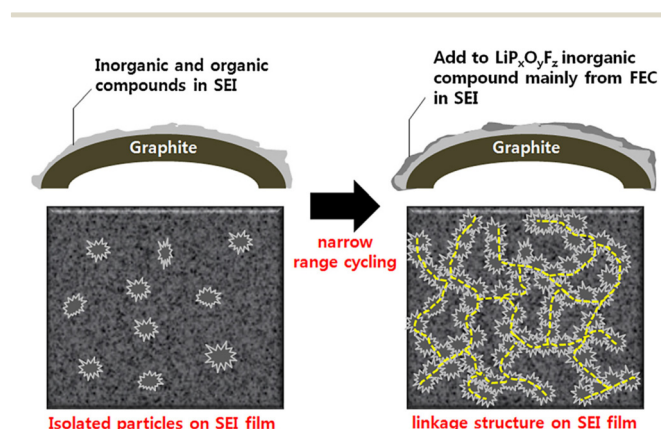 Inorganic and organic
compounds in SEI
Graphite
Isolated particles on SEI film
narrow
range cycling
Add to LiPxOyFz inorganic
compound mainly from FEC
in SEI
Graphite
linkage structure on SEI film